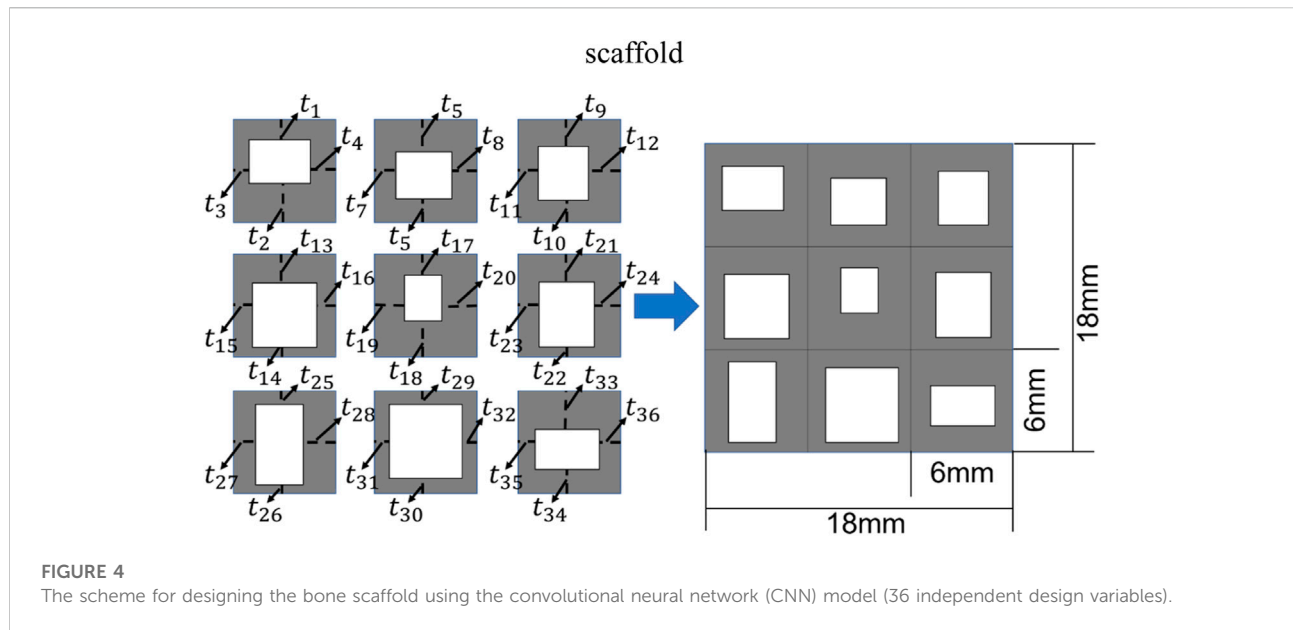 scaffold
t1 t5 t9
t4 t8 t12
t3 t7 t11
t2 t5 t10
t13 t17 t21
t16 t20 t24
t15 t19 t23
t14 t18 t22
t25 t29 t33
t28 t32 t36
t27 t31 t35
t26 t30 t34
18mm
6mm
6mm
18mm
FIGURE 4
The scheme for designing the bone scaffold using the convolutional neural network (CNN) model (36 independent design variables).